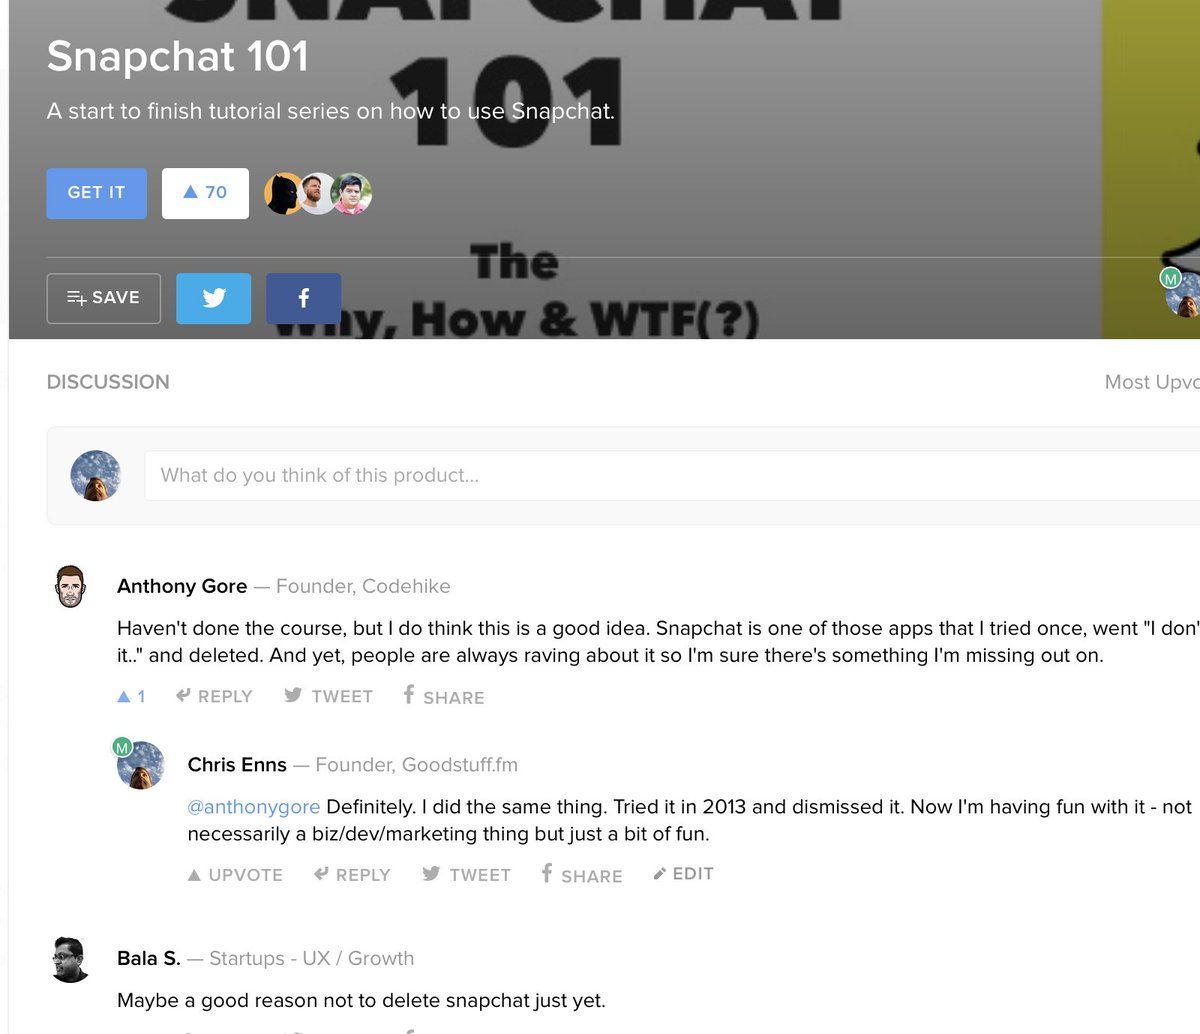 SNAPCHAT
101
Snapchat 101
A start to finish tutorial series on how to use Snapchat.
GET IT
70
The
Why, How & WTF(?)
SAVE
M
DISCUSSION
Most Upvo
What do you think of this product...
Anthony Gore — Founder, Codehike
Haven't done the course, but I do think this is a good idea. Snapchat is one of those apps that I tried once, went "I don'
it.." and deleted. And yet, people are always raving about it so I'm sure there's something I'm missing out on.
1 REPLY TWEET SHARE
M
Chris Enns — Founder, Goodstuff.fm
@anthonygore Definitely. I did the same thing. Tried it in 2013 and dismissed it. Now I'm having fun with it - not
necessarily a biz/dev/marketing thing but just a bit of fun.
UPVOTE REPLY TWEET SHARE EDIT
Bala S. — Startups - UX / Growth
Maybe a good reason not to delete snapchat just yet.